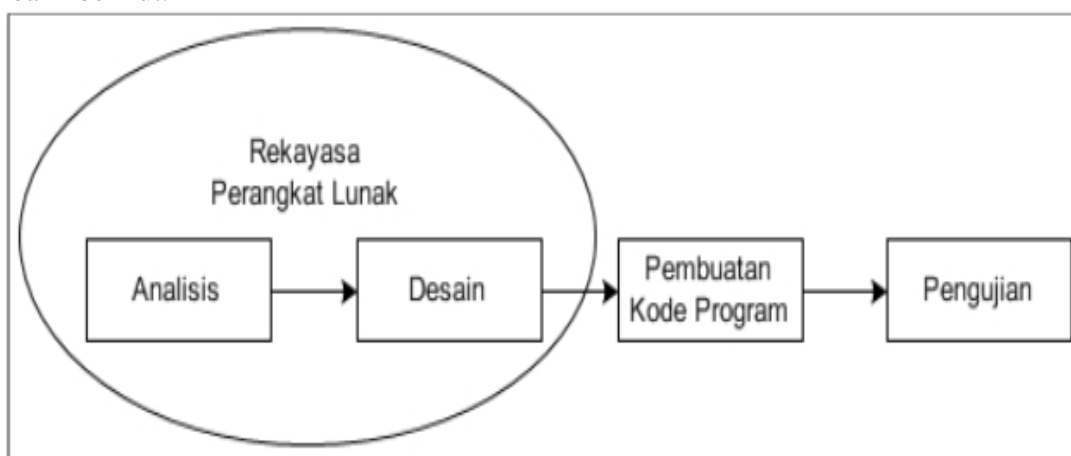 Rekayasa
Perangkat Lunak
Analisis
Desain
Pembuatan
Kode Program
Pengujian